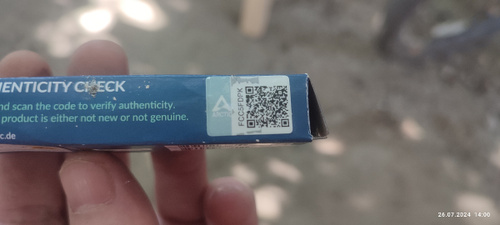 HENTICITY CHECK
nd scan the code to verify authenticity.
product is either not new or not genuine.
c.de
26.07.2024 14:00